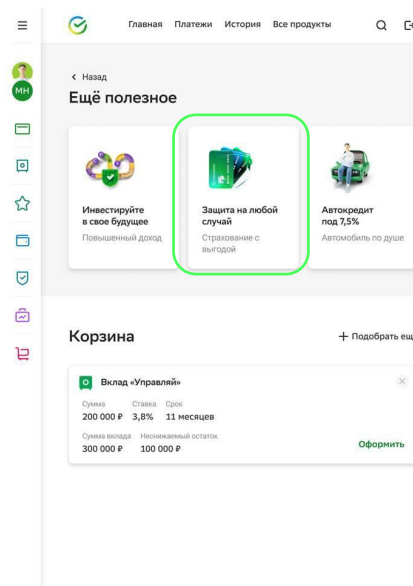 Главная Платежи История Все продукты
Назад
МН
Ещё полезное
Инвестируйте
в свое будущее
Повышенный доход
Защита на любой
случай
Страхование с
выгодой
Автокредит
под 7,5%
Автомобиль по душе
Корзина
+ Подобрать ещ
Вклад «Управляй»
Сумма Ставка Срок
200 000 ₽ 3,8% 11 месяцев
Сумма вклада Неснижаемый остаток
300 000 ₽ 100 000 ₽
Оформить